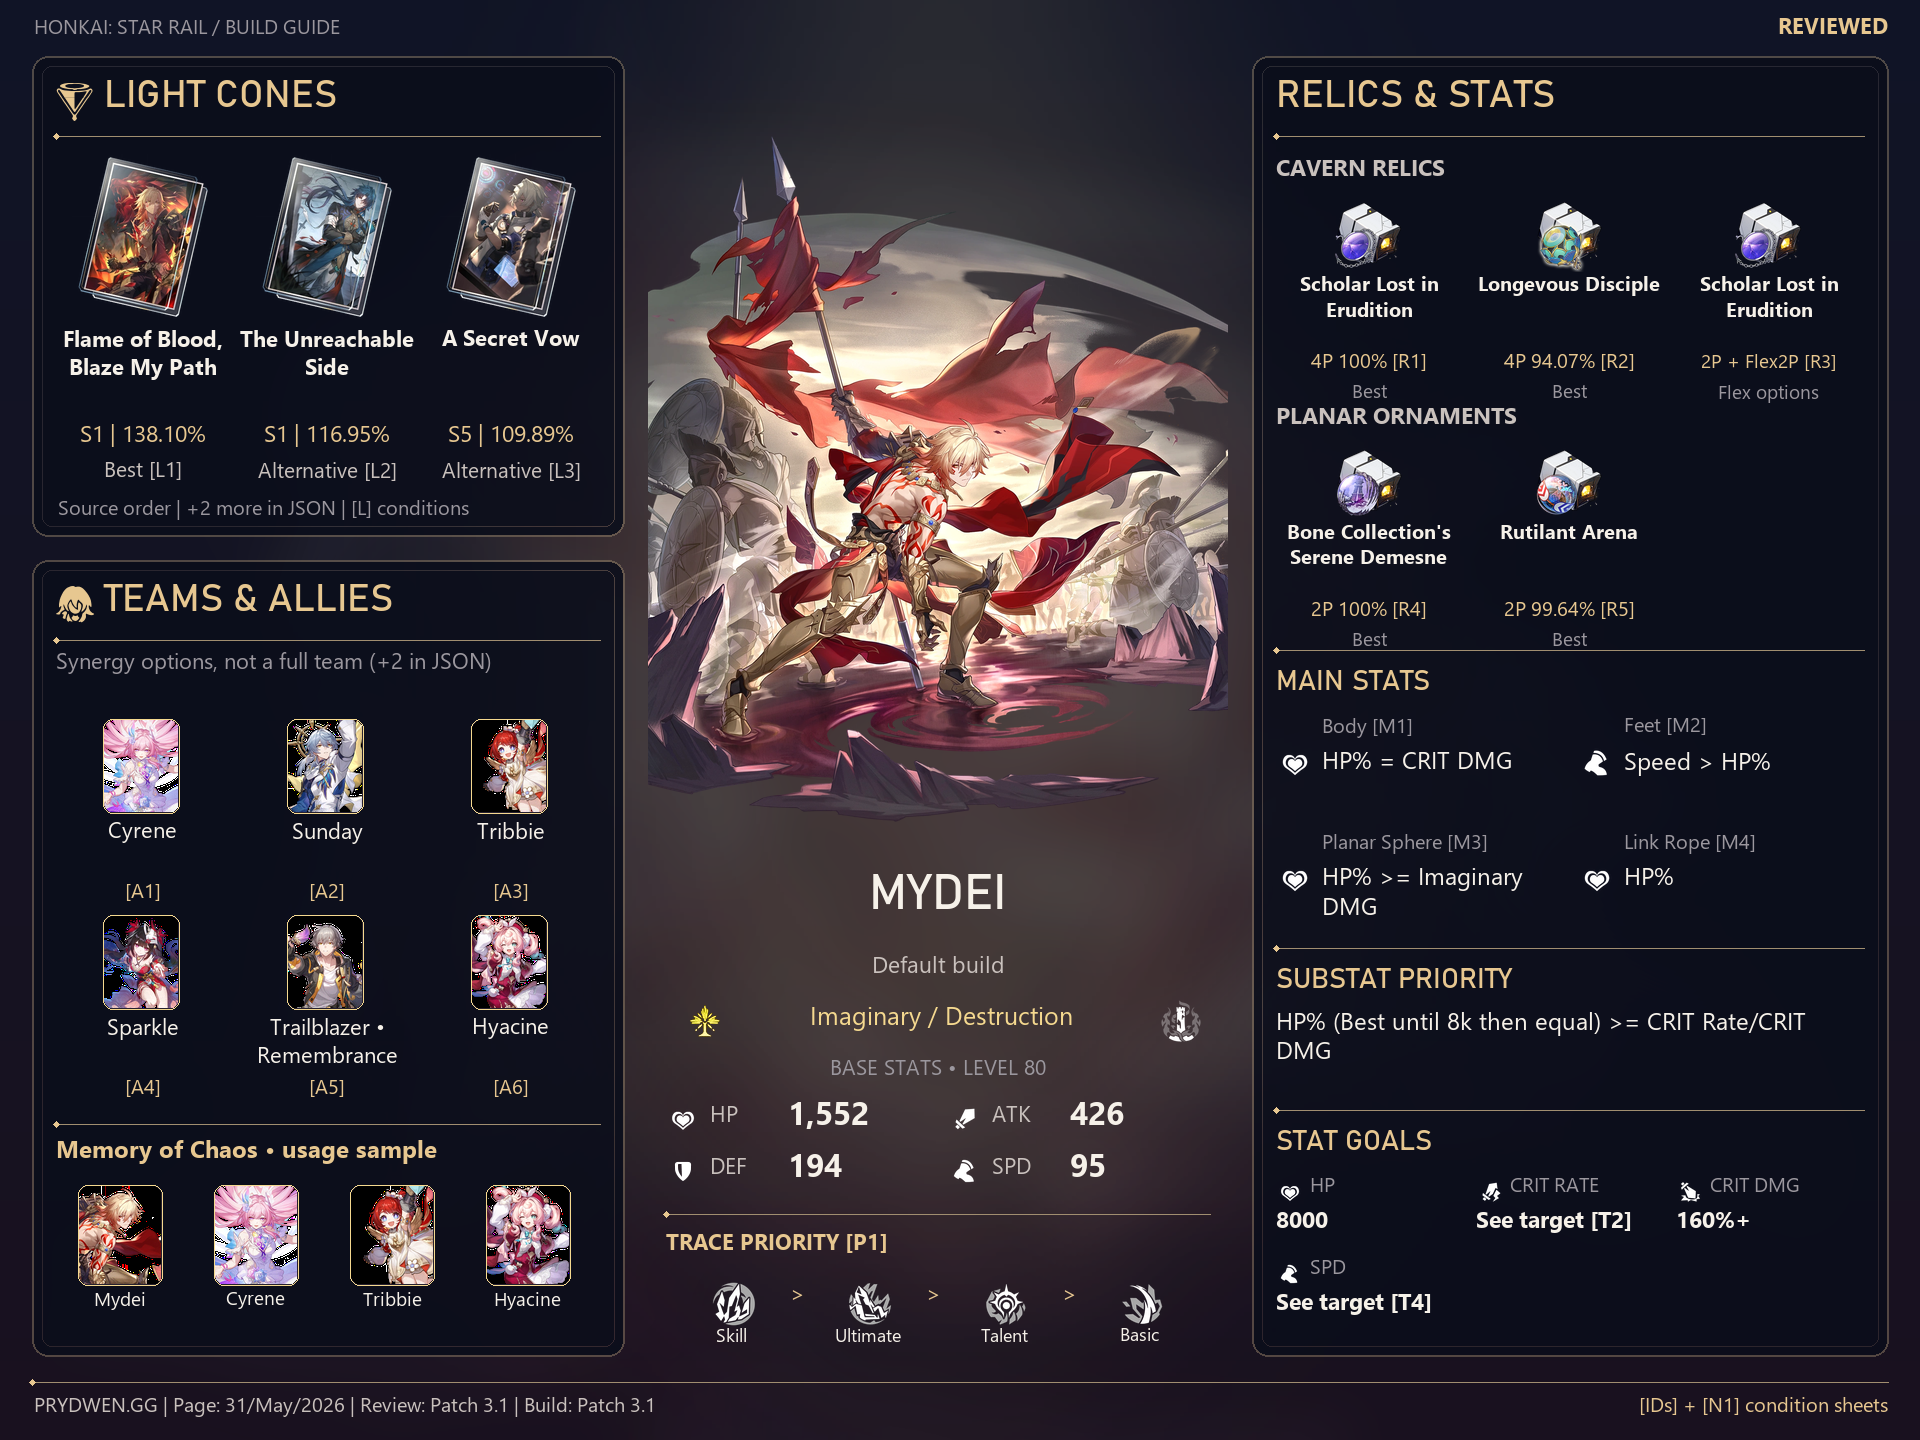 HONKAI: STAR RAIL / BUILD GUIDE
REVIEWED
LIGHT CONES
Flame of Blood, Blaze My Path
S1 | 138.10%
Best [L1]
The Unreachable Side
S1 | 116.95%
Alternative [L2]
A Secret Vow
S5 | 109.89%
Alternative [L3]
Source order | +2 more in JSON | [L] conditions
TEAMS & ALLIES
Synergy options, not a full team (+2 in JSON)
Cyrene
[A1]
Sunday
[A2]
Tribbie
[A3]
Sparkle
[A4]
Trailblazer •
Remembrance
[A5]
Hyacine
[A6]
Memory of Chaos • usage sample
Mydei
Cyrene
Tribbie
Hyacine
MYDEI
Default build
Imaginary / Destruction
BASE STATS • LEVEL 80
HP 1,552
ATK 426
DEF 194
SPD 95
TRACE PRIORITY [P1]
Skill > Ultimate > Talent > Basic
RELICS & STATS
CAVERN RELICS
Scholar Lost in
Erudition
4P 100% [R1]
Best
Longevous Disciple
4P 94.07% [R2]
Best
Scholar Lost in
Erudition
2P + Flex2P [R3]
Flex options
PLANAR ORNAMENTS
Bone Collection's
Serene Demesne
2P 100% [R4]
Best
Rutilant Arena
2P 99.64% [R5]
Best
MAIN STATS
Body [M1]
HP% = CRIT DMG
Feet [M2]
Speed > HP%
Planar Sphere [M3]
HP% >= Imaginary
DMG
Link Rope [M4]
HP%
SUBSTAT PRIORITY
HP% (Best until 8k then equal) >= CRIT Rate/CRIT
DMG
STAT GOALS
HP
8000
CRIT RATE
See target [T2]
CRIT DMG
160%+
SPD
See target [T4]
PRYDWEN.GG | Page: 31/May/2026 | Review: Patch 3.1 | Build: Patch 3.1
[IDs] + [N1] condition sheets